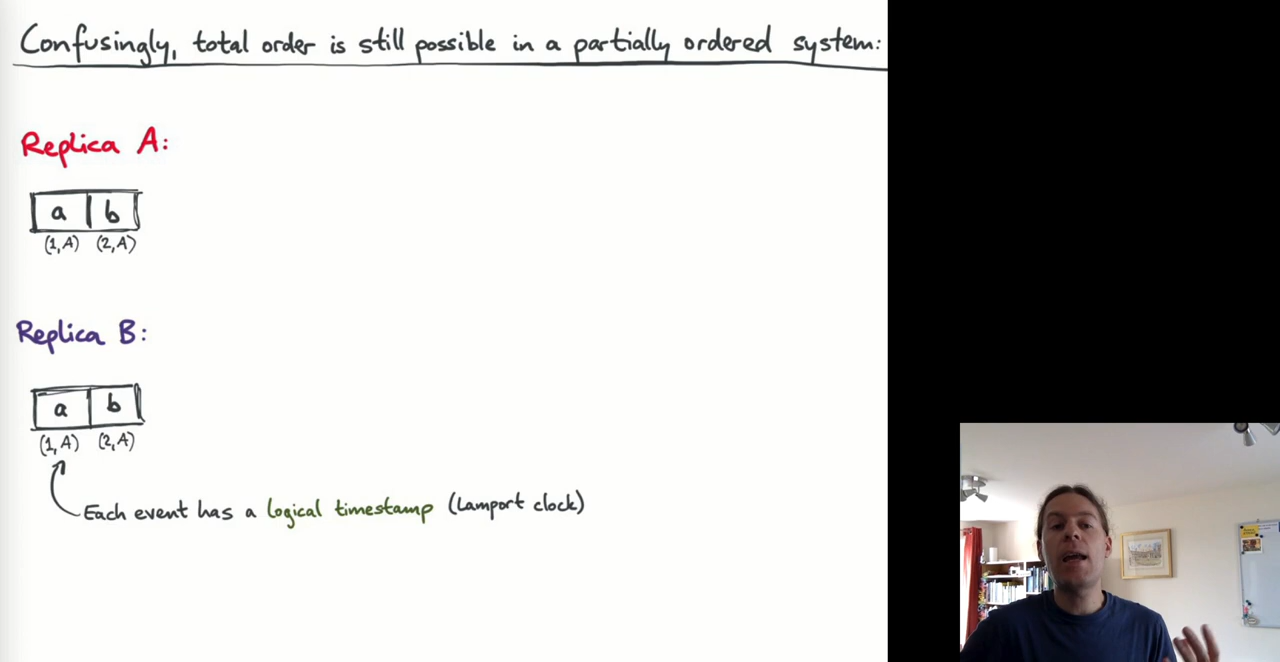 Confusingly, total order is still possible in a partially ordered system:
Replica A:
a b
(1,A) (2,A)
Replica B:
a b
(1,A) (2,A)
Each event has a logical timestamp (Lamport clock)